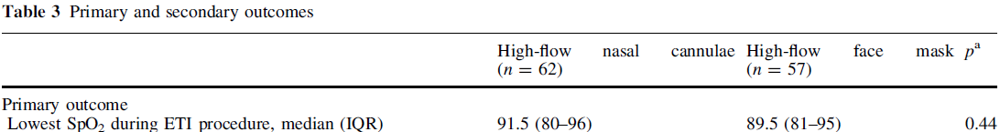 Table 3 Primary and secondary outcomes
High-flow nasal cannulae High-flow face mask pᵃ
(n = 62) (n = 57)
Primary outcome
Lowest SpO₂ during ETI procedure, median (IQR) 91.5 (80–96) 89.5 (81–95) 0.44